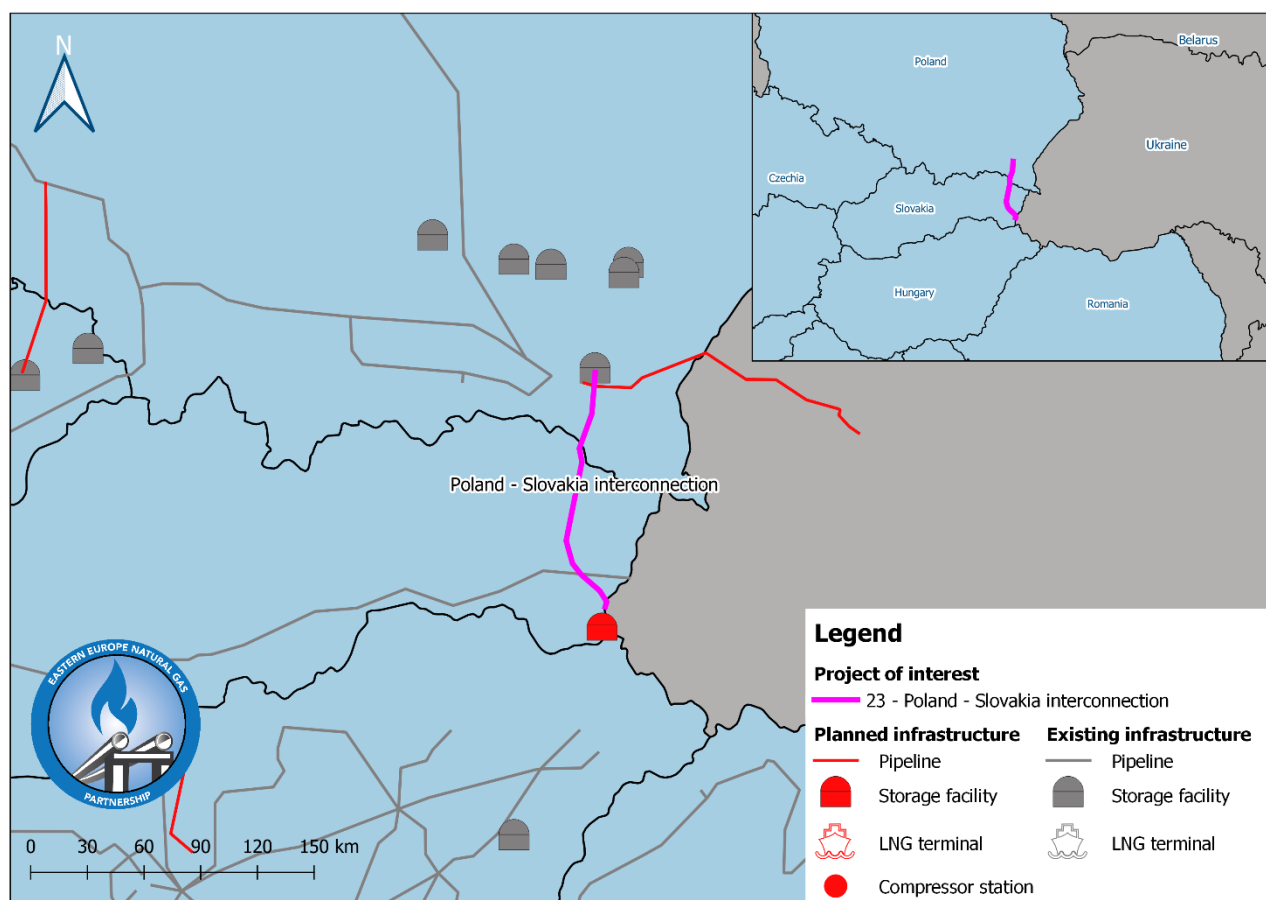 N
Belarus
Poland
Ukraine
Czechia
Slovakia
Hungary
Romania
Poland - Slovakia interconnection
EASTERN EUROPE NATURAL GAS
PARTNERSHIP
0 30 60 90 120 150 km
Legend
Project of interest
23 - Poland - Slovakia interconnection
Planned infrastructure Existing infrastructure
Pipeline Pipeline
Storage facility Storage facility
LNG terminal LNG terminal
Compressor station